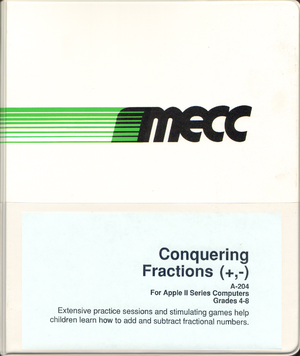 mecc
Conquering
Fractions (+,-)
A-204
For Apple II Series Computers
Grades 4-8
Extensive practice sessions and stimulating games help
children learn how to add and subtract fractional numbers.